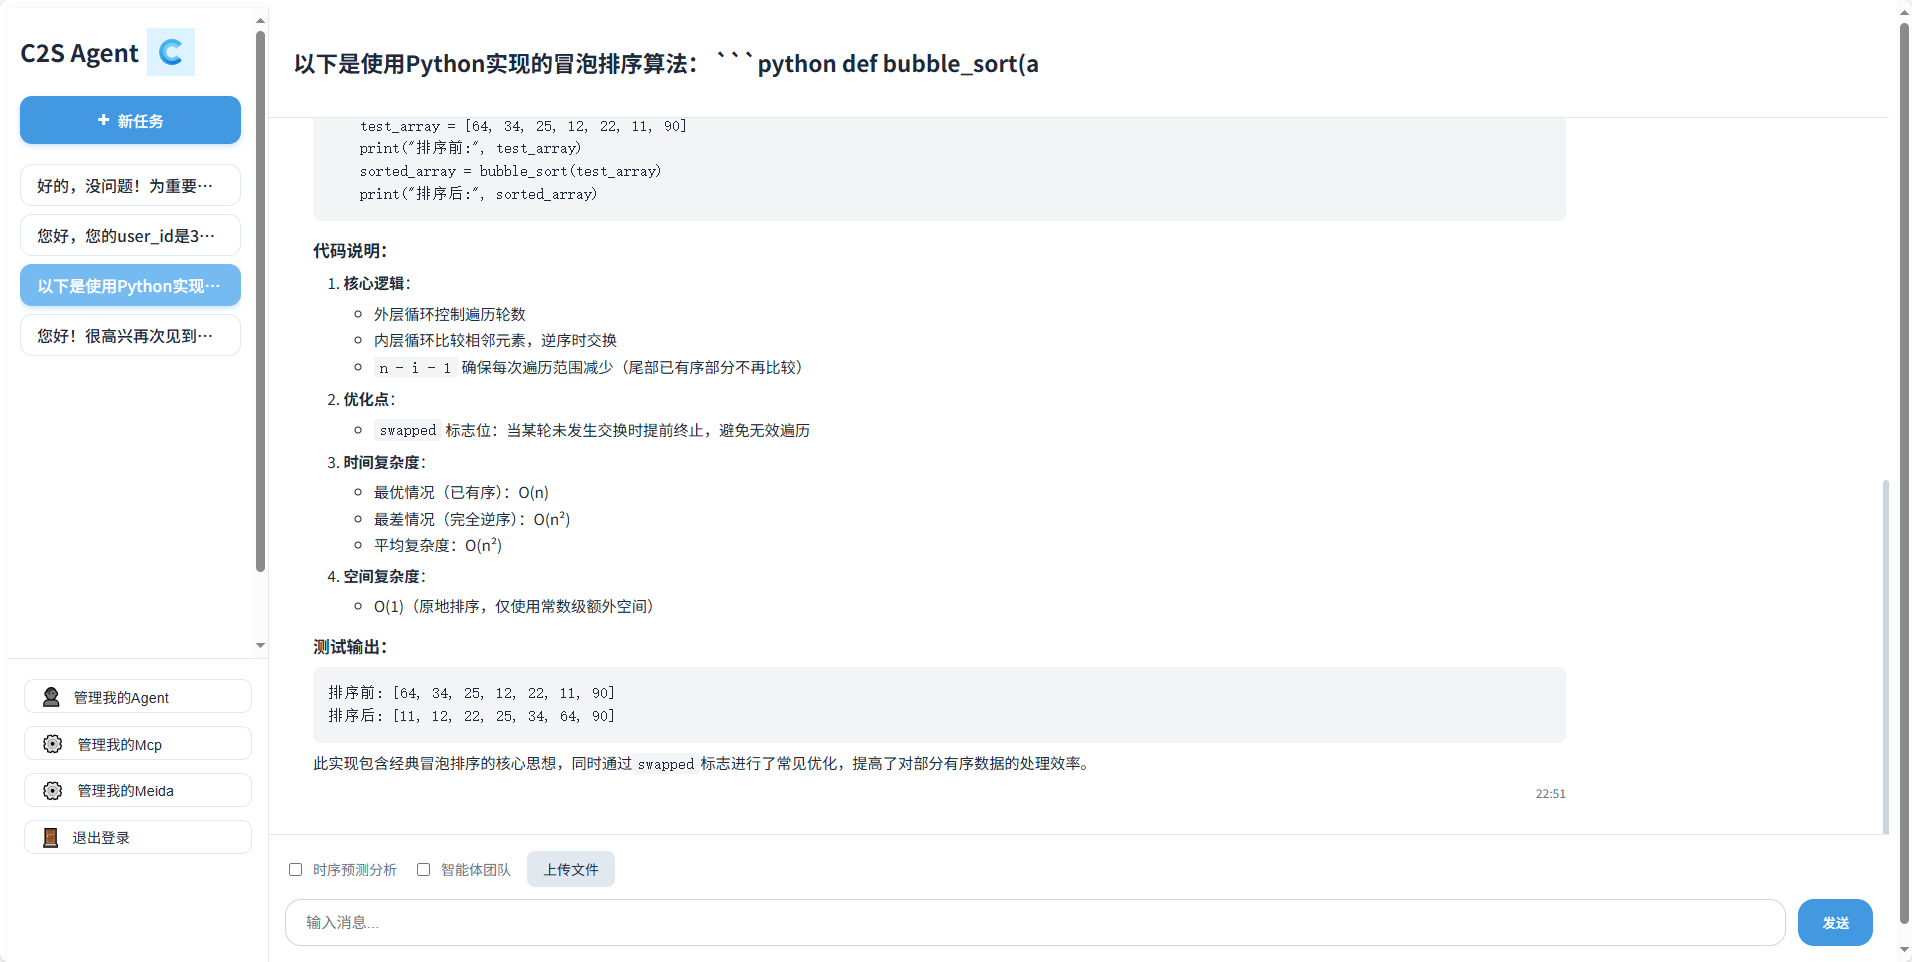 C2S Agent
+ 新任务
好的，没问题！为重要…
您好，您的user_id是3…
以下是使用Python实现…
您好！很高兴再次见到…
管理我的Agent
管理我的Mcp
管理我的Meida
退出登录
以下是使用Python实现的冒泡排序算法： ```python def bubble_sort(a
test_array = [64, 34, 25, 12, 22, 11, 90]
print("排序前:", test_array)
sorted_array = bubble_sort(test_array)
print("排序后:", sorted_array)
代码说明：
1. 核心逻辑：
外层循环控制遍历轮数
内层循环比较相邻元素，逆序时交换
n - i - 1 确保每次遍历范围减少（尾部已有序部分不再比较）
2. 优化点：
swapped 标志位：当某轮未发生交换时提前终止，避免无效遍历
3. 时间复杂度：
最优情况（已有序）：O(n)
最差情况（完全逆序）：O(n²)
平均复杂度：O(n²)
4. 空间复杂度：
O(1)（原地排序，仅使用常数级额外空间）
测试输出：
排序前: [64, 34, 25, 12, 22, 11, 90]
排序后: [11, 12, 22, 25, 34, 64, 90]
此实现包含经典冒泡排序的核心思想，同时通过 swapped 标志进行了常见优化，提高了对部分有序数据的处理效率。
22:51
时序预测分析 智能体团队 上传文件
输入消息...
发送